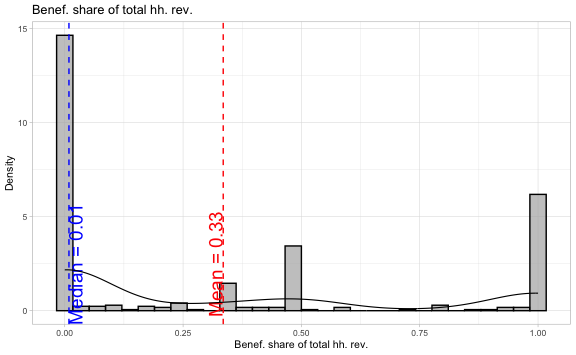 Benef. share of total hh. rev.
15
10
5
0
Density
Median = 0.01
Mean = 0.33
0.00 0.25 0.50 0.75 1.00
Benef. share of total hh. rev.